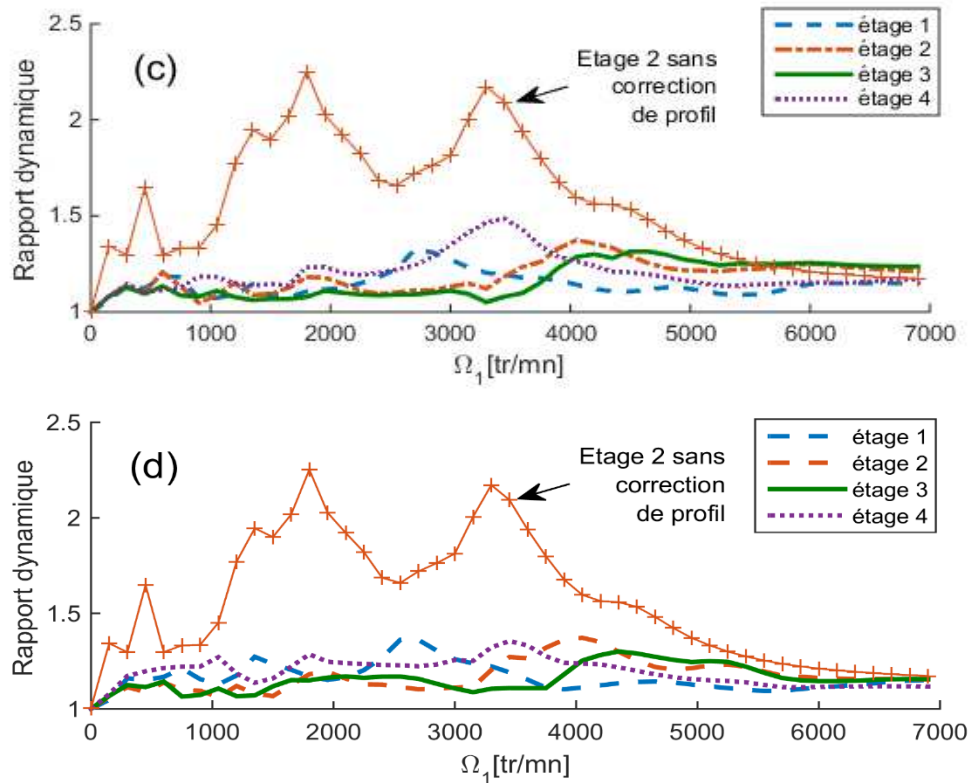 2.5
(c)
Etage 2 sans
correction
de profil
étage 1
étage 2
étage 3
étage 4
Rapport dynamique
2
1.5
1
0 1000 2000 3000 4000 5000 6000 7000
Ω1[tr/mn]
2.5
(d)
Etage 2 sans
correction
de profil
étage 1
étage 2
étage 3
étage 4
Rapport dynamique
2
1.5
1
0 1000 2000 3000 4000 5000 6000 7000
Ω1[tr/mn]